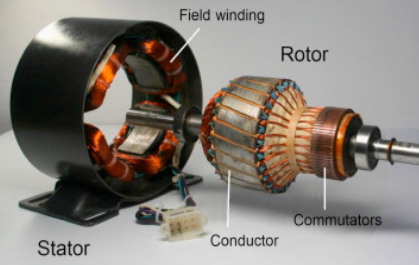 Field winding
Rotor
Commutators
Conductor
Stator